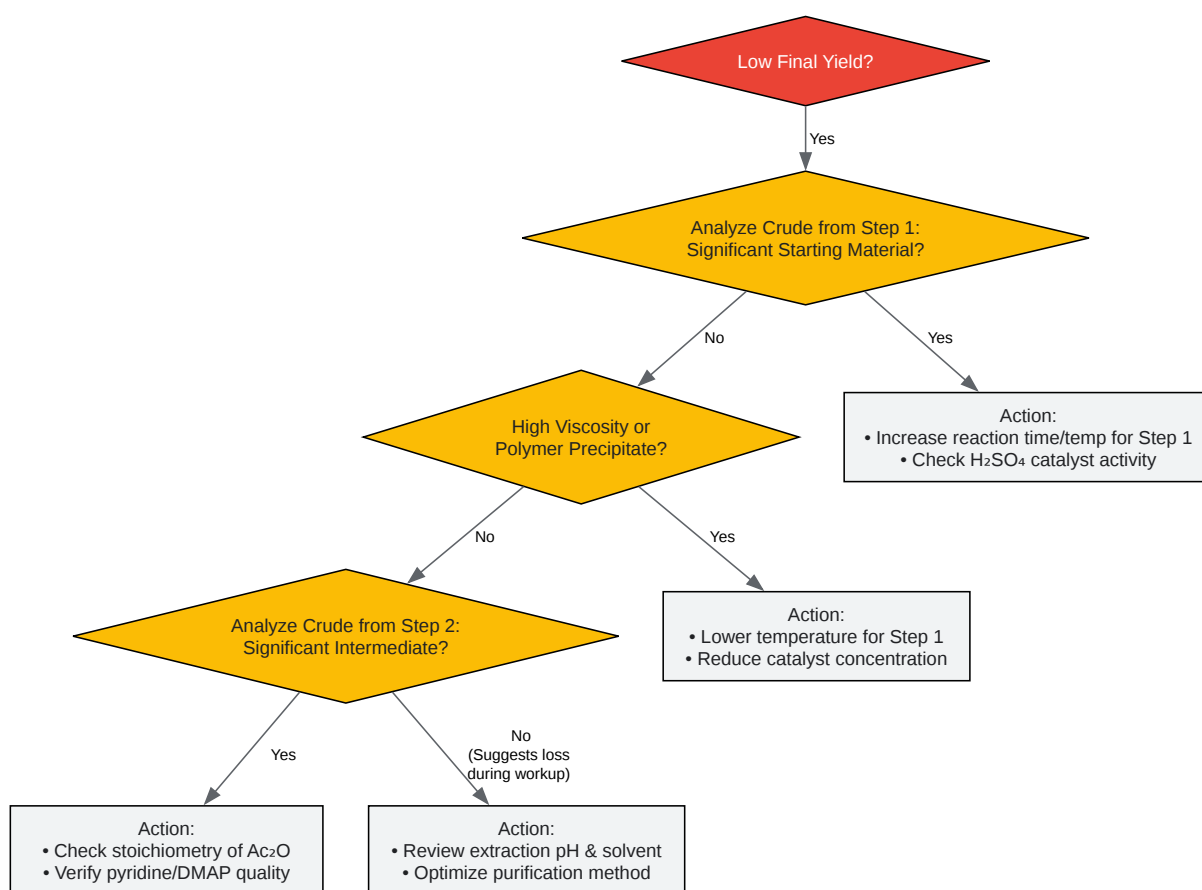 Low Final Yield?
Yes
Analyze Crude from Step 1:
Significant Starting Material?
No
Yes
High Viscosity or
Polymer Precipitate?
Action:
• Increase reaction time/temp for Step 1
• Check H₂SO₄ catalyst activity
No
Yes
Analyze Crude from Step 2:
Significant Intermediate?
Action:
• Lower temperature for Step 1
• Reduce catalyst concentration
Yes
No
(Suggests loss
during workup)
Action:
• Check stoichiometry of Ac₂O
• Verify pyridine/DMAP quality
Action:
• Review extraction pH & solvent
• Optimize purification method